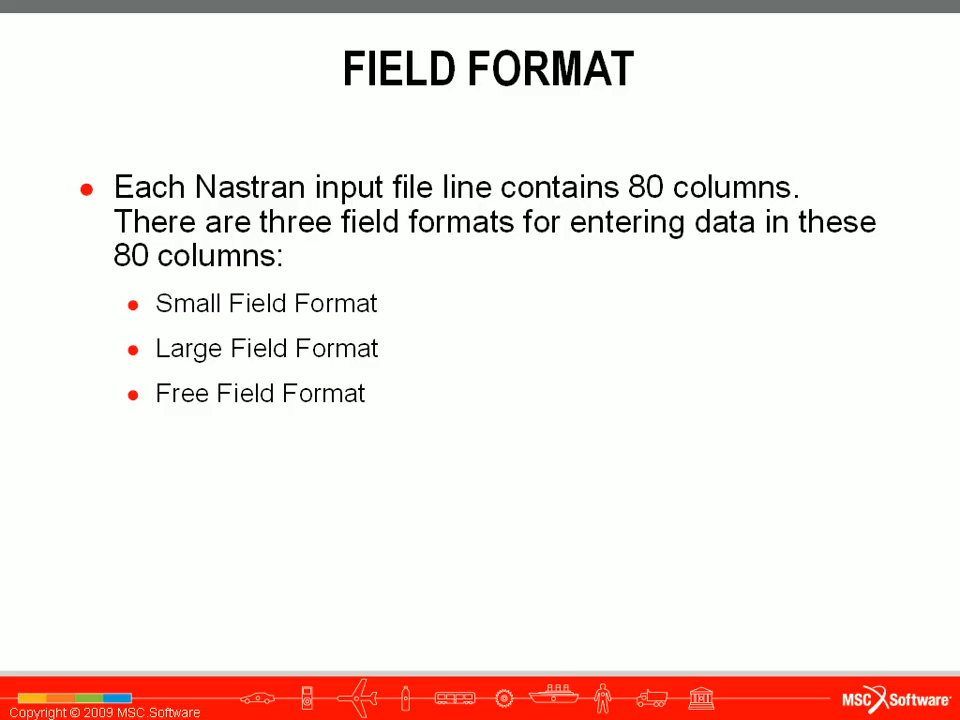 FIELD FORMAT
Each Nastran input file line contains 80 columns.
There are three field formats for entering data in these
80 columns:
Small Field Format
Large Field Format
Free Field Format
Copyright © 2009 MSC.Software
MSC Software